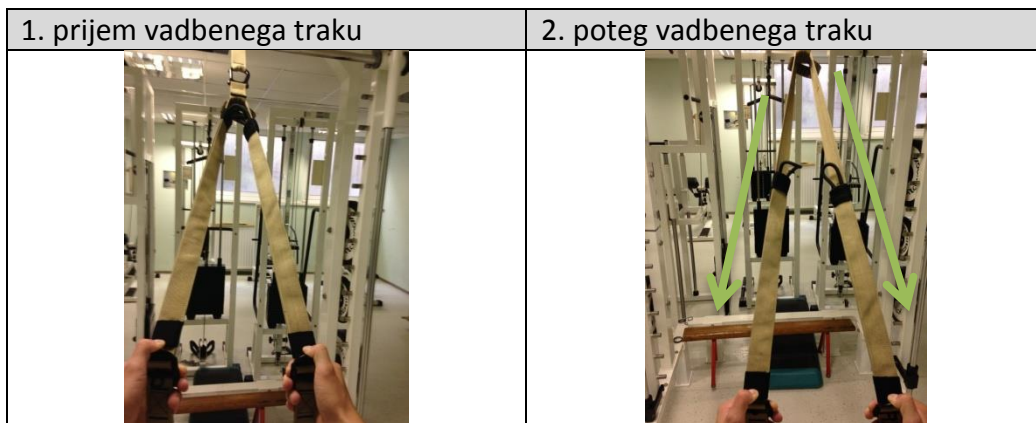 1. prijem vadbenega traku
2. poteg vadbenega traku